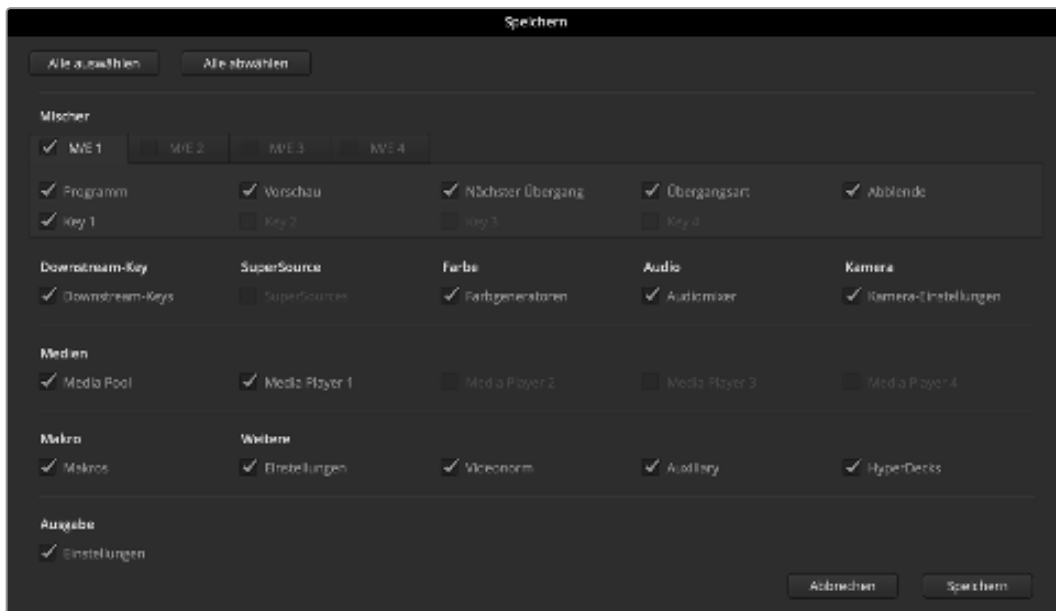 Speichern
Alle auswählen Alle abwählen
Mischer
M/E 1 M/E 2 M/E 3 M/E 4
Programm Vorschau Nächster Übergang Übergangsart Abblende
Key 1 Key 2 Key 3 Key 4
Downstream-Key SuperSource Farbe Audio Kamera
Downstream-Keys SuperSources Farbgeneratoren Audiomixer Kamera-Einstellungen
Medien
Media Pool Media Player 1 Media Player 2 Media Player 3 Media Player 4
Makro Weitere
Makros Einstellungen Videonorm Auxiliary HyperDecks
Ausgabe
Einstellungen
Abbrechen Speichern